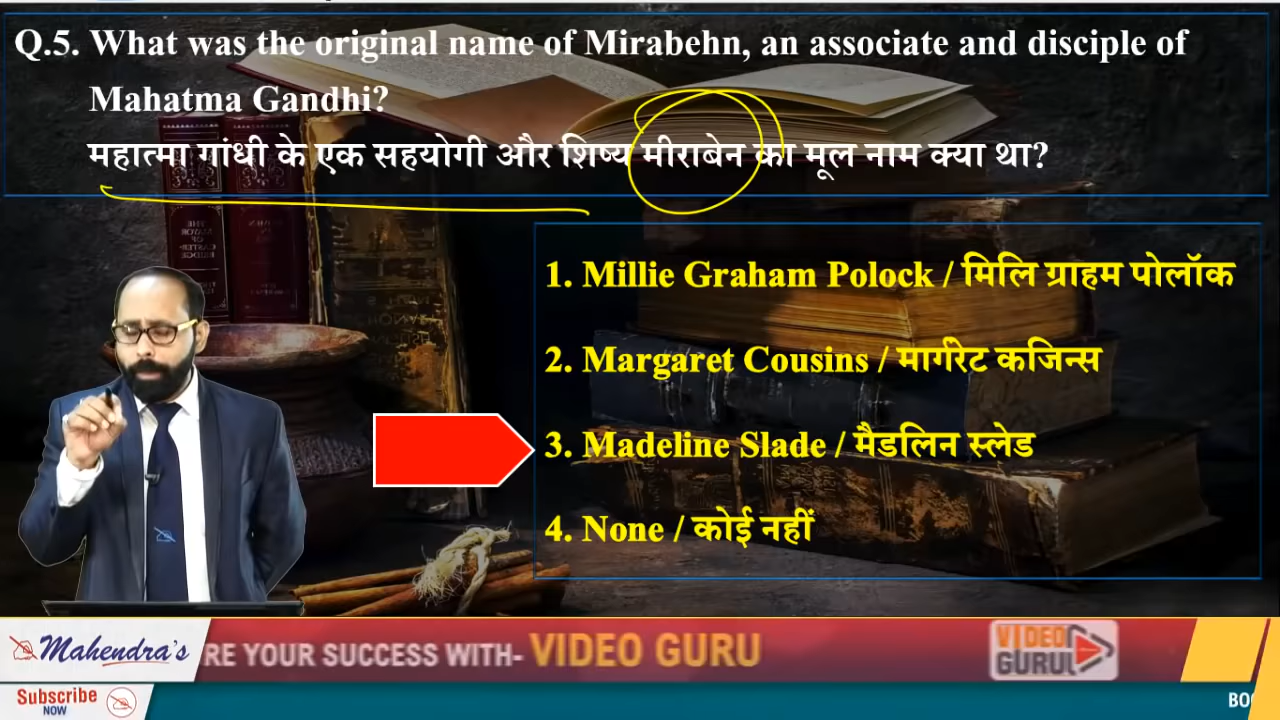 Q.5. What was the original name of Mirabehn, an associate and disciple of
Mahatma Gandhi?
महात्मा गांधी के एक सहयोगी और शिष्य मीराबेन का मूल नाम क्या था?
1. Millie Graham Polock / मिलि ग्राहम पोलॉक
2. Margaret Cousins / मार्गरेट कजिन्स
3. Madeline Slade / मैडलिन स्लेड
4. None / कोई नहीं
Mahendra's
RE YOUR SUCCESS WITH- VIDEO GURU
VIDEO
GURU
Subscribe
NOW
BO